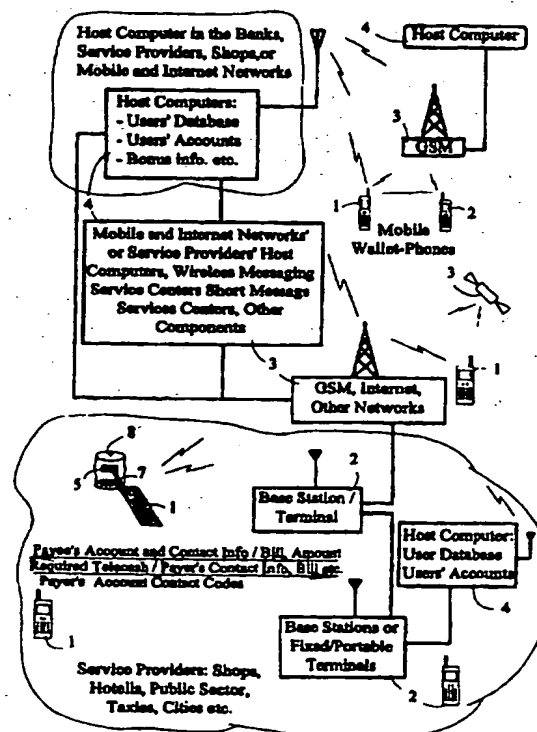 Host Computer in the Banks,
Service Providers, Shops, or
Mobile and Internet Networks
Host Computers:
- Users' Database
- Users' Accounts
- Bonus info. etc.
4
4
Host Computer
3
GSM
1
2
Mobile
Wallet-Phones
3
1
Mobile and Internet Networks'
or Service Providers' Host
Computers, Wireless Messaging
Service Centers Short Message
Services Centers, Other
Components
3
GSM, Internet,
Other Networks
8
5
7
1
2
Base Station /
Terminal
Host Computer:
User Database
Users' Accounts
4
Payee's Account and Contact Info / Bill Amount
Required Telecash / Payer's Contact Info, Bill etc.
Payer's Account Contact Codes
1
Base Stations or
Fixed/Portable
Terminals
2
Service Providers: Shops,
Hotells, Public Sector,
Taxies, Cities etc.